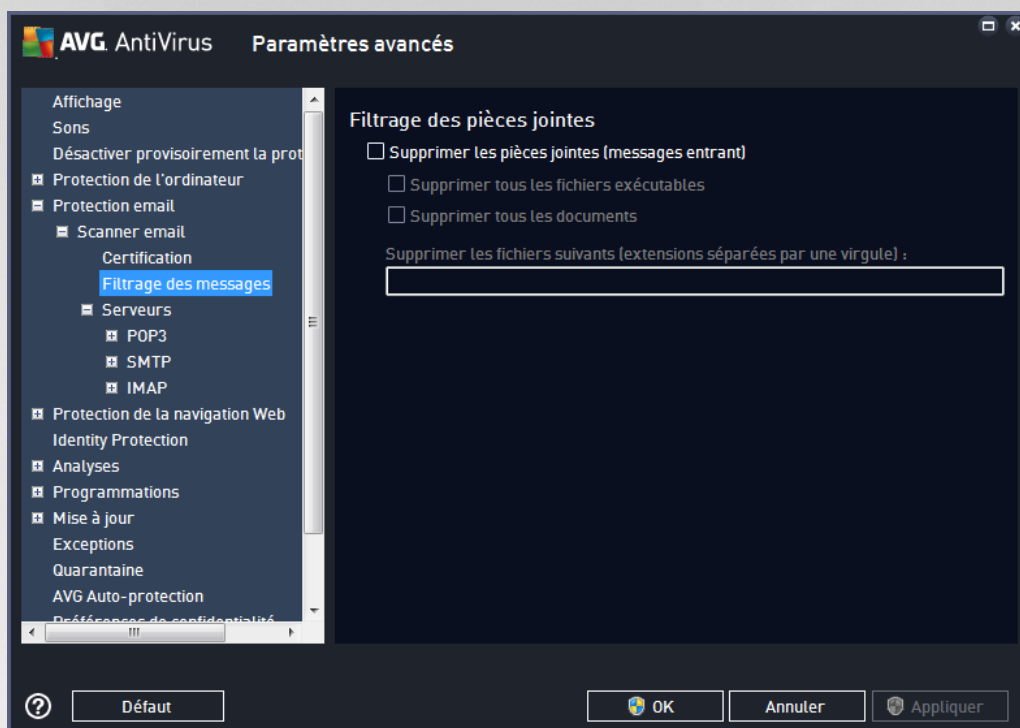 AVG. AntiVirus
Paramètres avancés
Affichage
Sons
Désactiver provisoirement la prot
Protection de l'ordinateur
Protection email
Scanner email
Certification
Filtrage des messages
Serveurs
POP3
SMTP
IMAP
Protection de la navigation Web
Identity Protection
Analyses
Programmations
Mise à jour
Exceptions
Quarantaine
AVG Auto-protection
Préférences de confidentialité
Filtrage des pièces jointes
Supprimer les pièces jointes (messages entrant)
Supprimer tous les fichiers exécutables
Supprimer tous les documents
Supprimer les fichiers suivants (extensions séparées par une virgule) :
Défaut
OK
Annuler
Appliquer